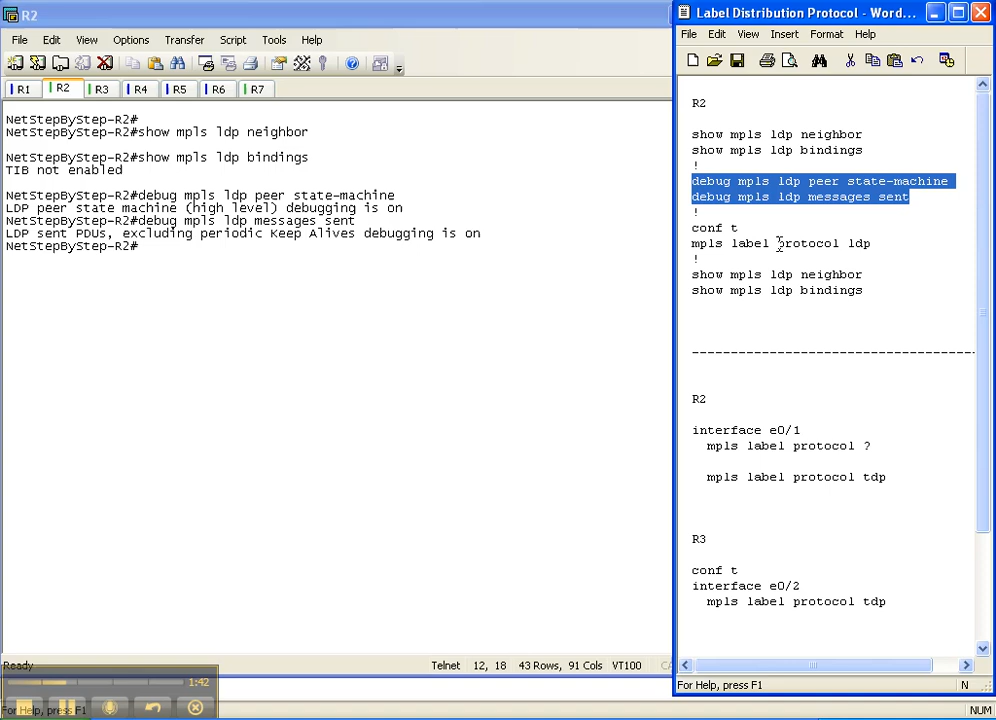 R2
File Edit View Options Transfer Script Tools Help
R1 R2 R3 R4 R5 R6 R7
NetStepByStep-R2#
NetStepByStep-R2#show mpls ldp neighbor
NetStepByStep-R2#show mpls ldp bindings
TIB not enabled
NetStepByStep-R2#debug mpls ldp peer state-machine
LDP peer state machine (high level) debugging is on
NetStepByStep-R2#debug mpls ldp messages sent
LDP sent PDUs, excluding periodic Keep Alives debugging is on
NetStepByStep-R2#
Ready Telnet 12, 18 43 Rows, 91 Cols VT100
1:42
For Help, press F1
NUM
Label Distribution Protocol - Word...
File Edit View Insert Format Help
R2
show mpls ldp neighbor
show mpls ldp bindings
!
debug mpls ldp peer state-machine
debug mpls ldp messages sent
!
conf t
mpls label protocol ldp
!
show mpls ldp neighbor
show mpls ldp bindings
------------------------------------
R2
interface e0/1
mpls label protocol ?
mpls label protocol tdp
R3
conf t
interface e0/2
mpls label protocol tdp
For Help, press F1 N